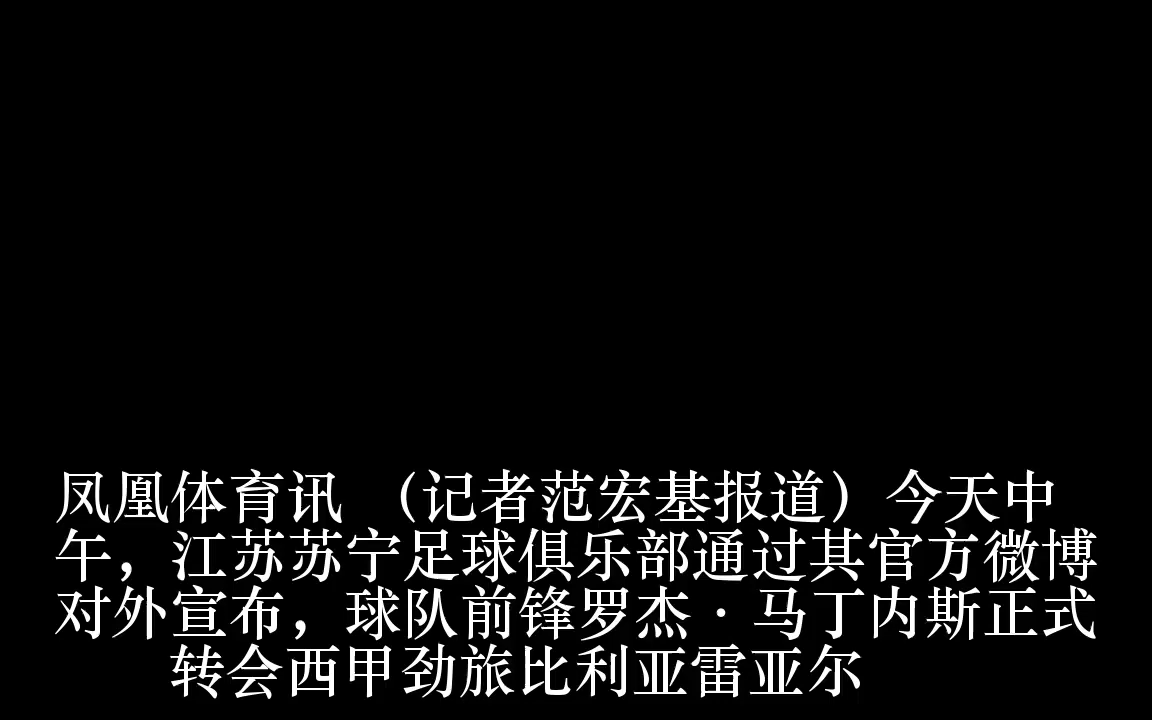 凤凰体育讯 （记者范宏基报道）今天中
午，江苏苏宁足球俱乐部通过其官方微博
对外宣布，球队前锋罗杰·马丁内斯正式
转会西甲劲旅比利亚雷亚尔